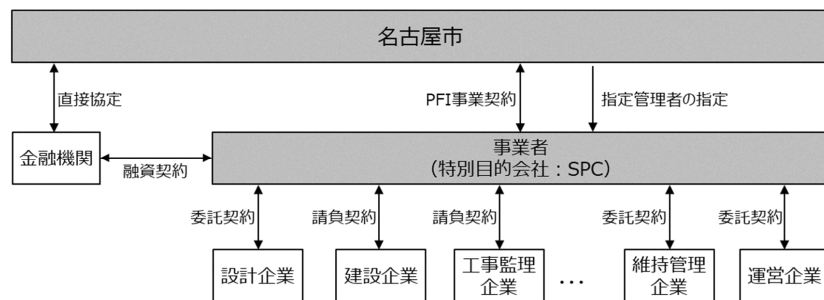 名古屋市
直接協定
PFI事業契約
指定管理者の指定
金融機関
融資契約
事業者
（特別目的会社：SPC）
委託契約
請負契約
請負契約
委託契約
委託契約
設計企業
建設企業
工事監理
企業
…
維持管理
企業
運営企業